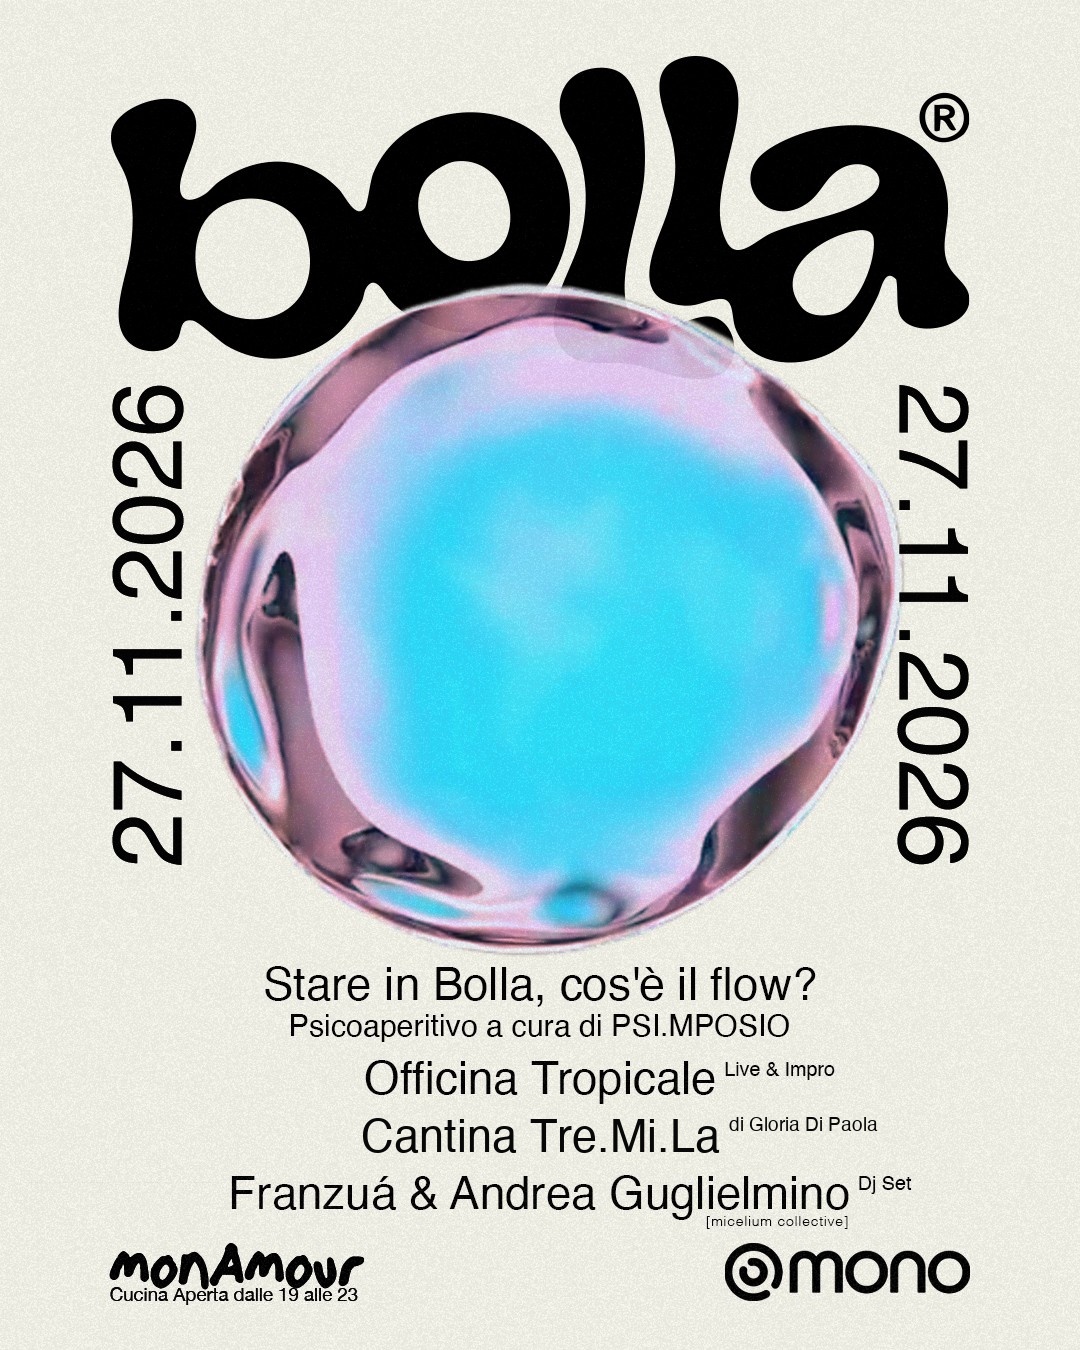 bolla®
27.11.2026
27.11.2026
Stare in Bolla, cos'è il flow?
Psicoaperitivo a cura di PSI.MPOSIO
Officina Tropicale Live & Impro
Cantina Tre.Mi.La di Gloria Di Paola
Franzuá & Andrea Guglielmino Dj Set
[micelium collective]
monAmour
Cucina Aperta dalle 19 alle 23
mono